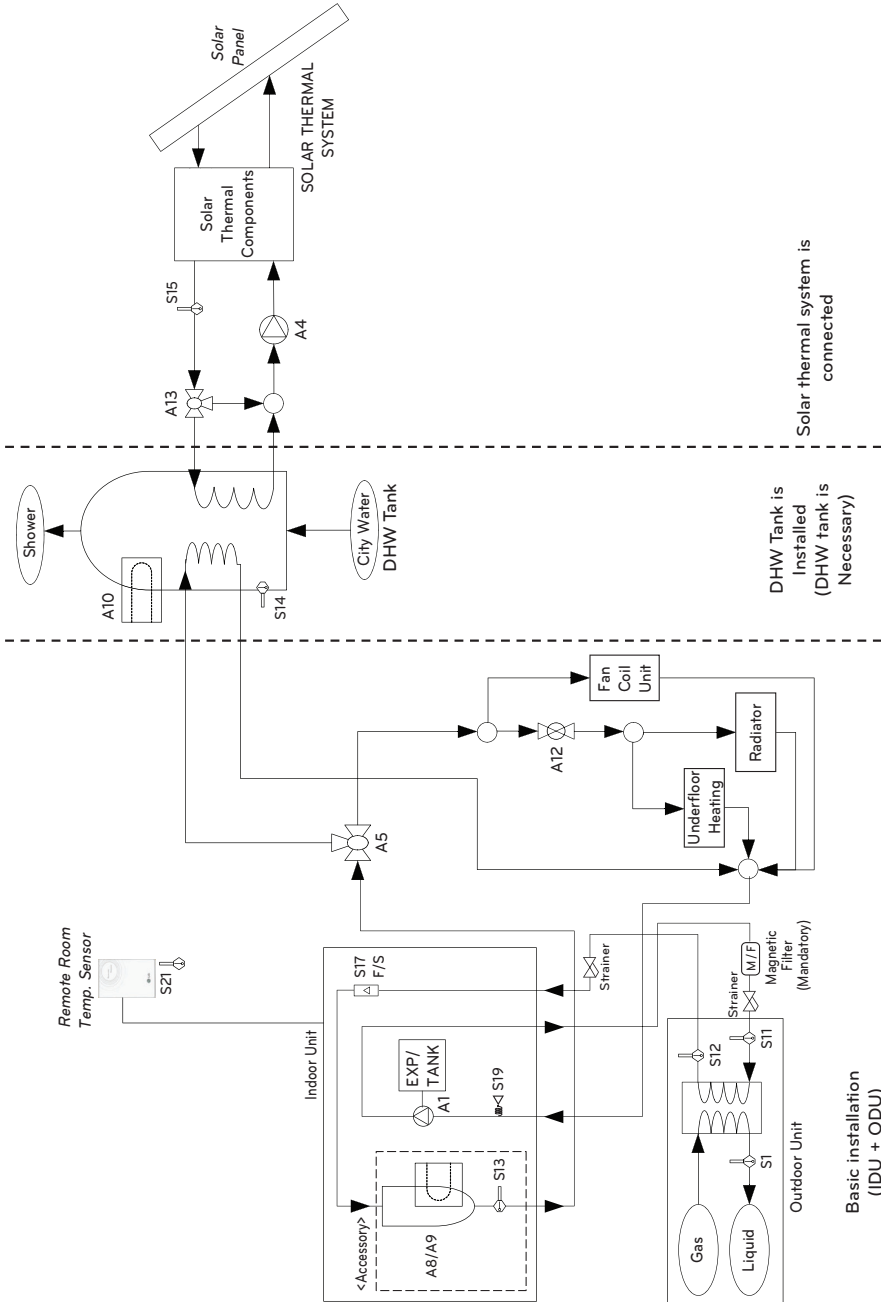 Solar
Panel
SOLAR THERMAL
SYSTEM
Solar
Thermal
Components
S15
A13
A4
Solar thermal system is
connected
Shower
City Water
DHW Tank
A10
S14
DHW Tank is
Installed
(DHW tank is
Necessary)
Fan
Coil
Unit
A12
Radiator
Underfloor
Heating
A5
Remote Room
Temp. Sensor
S21
LG
Indoor Unit
S17
F/S
Strainer
EXP/
TANK
A1
S19
<Accessory>
A8/A9
S13
M/F
Magnetic
Filter
(Mandatory)
Strainer
S12
S11
S1
Gas
Liquid
Outdoor Unit
Basic installation
(IDU + ODU)